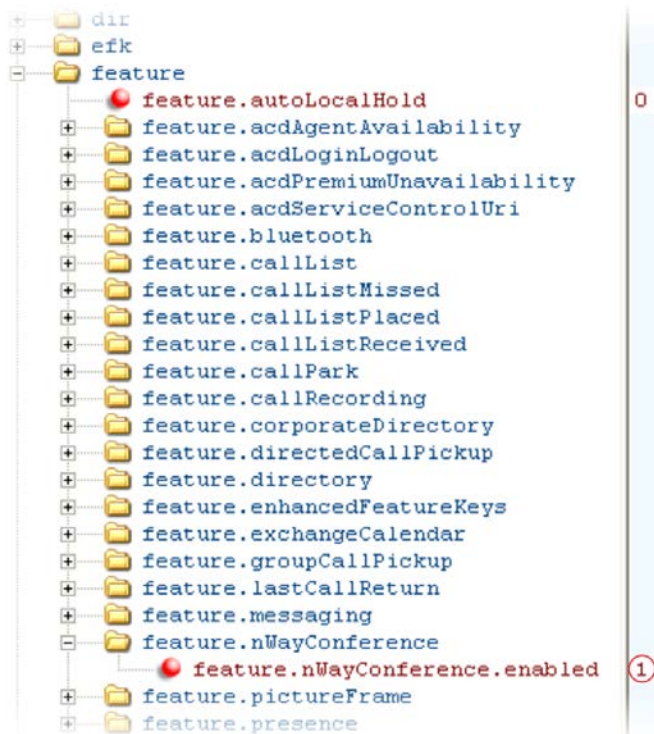 dir
efk
feature
feature.autoLocalHold 0
feature.acdAgentAvailability
feature.acdLoginLogout
feature.acdPremiumUnavailability
feature.acdServiceControlUri
feature.bluetooth
feature.callList
feature.callListMissed
feature.callListPlaced
feature.callListReceived
feature.callPark
feature.callRecording
feature.corporateDirectory
feature.directedCallPickup
feature.directory
feature.enhancedFeatureKeys
feature.exchangeCalendar
feature.groupCallPickup
feature.lastCallReturn
feature.messaging
feature.nWayConference
feature.nWayConference.enabled 1
feature.pictureFrame
feature.presence